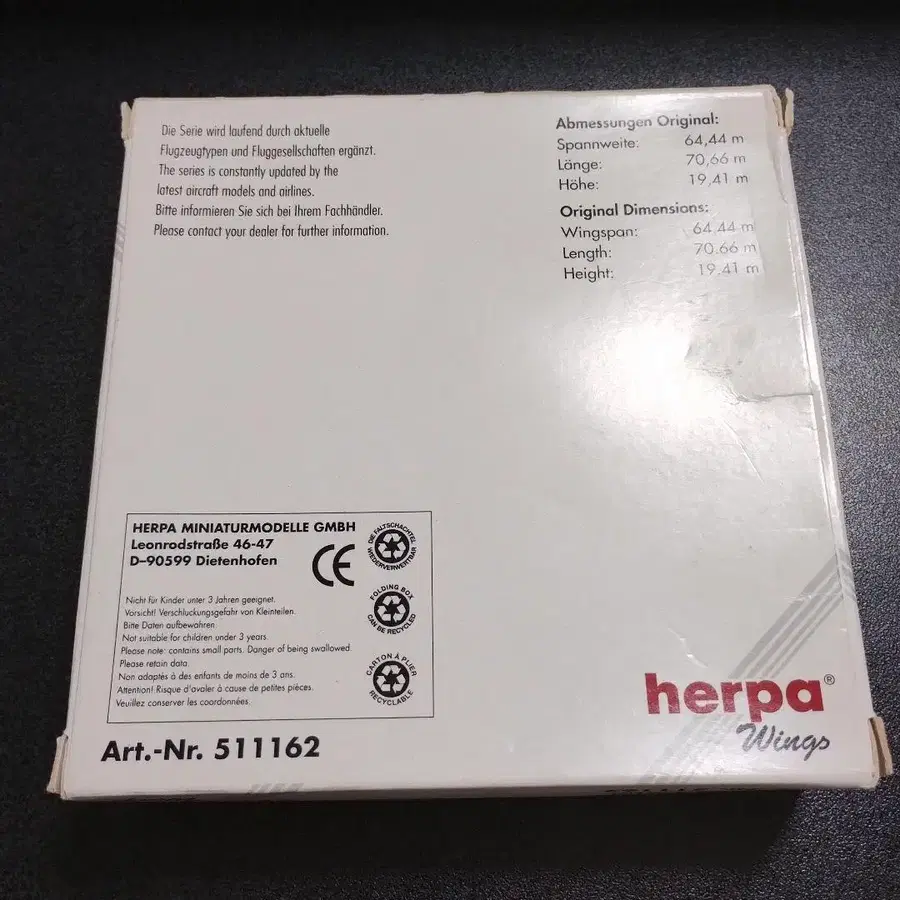 Die Serie wird laufend durch aktuelle
Flugzeugtypen und Fluggesellschaften ergänzt.
The series is constantly updated by the
latest aircraft models and airlines.
Bitte informieren Sie sich bei Ihrem Fachhändler.
Please contact your dealer for further information.
Abmessungen Original:
Spannweite: 64,44 m
Länge: 70,66 m
Höhe: 19,41 m
Original Dimensions:
Wingspan: 64.44 m
Length: 70.66 m
Height: 19.41 m
HERPA MINIATURMODELLE GMBH
Leonrodstraße 46-47
D-90599 Dietenhofen
CE
DIE FALTSCHACHTEL
WIEDERVERWERTBAR
FOLDING BOX
CAN BE RECYCLED
CARTON A PLIER
RECYCLABLE
Nicht für Kinder unter 3 Jahren geeignet.
Vorsicht! Verschluckungsgefahr von Kleinteilen.
Bitte Daten aufbewahren.
Not suitable for children under 3 years.
Please note: contains small parts. Danger of being swallowed.
Please retain data.
Non adaptés à des enfants de moins de 3 ans.
Attention! Risque d'avaler à cause de petites pièces.
Veuillez conserver les coordonnées.
Art.-Nr. 511162
herpa®
Wings